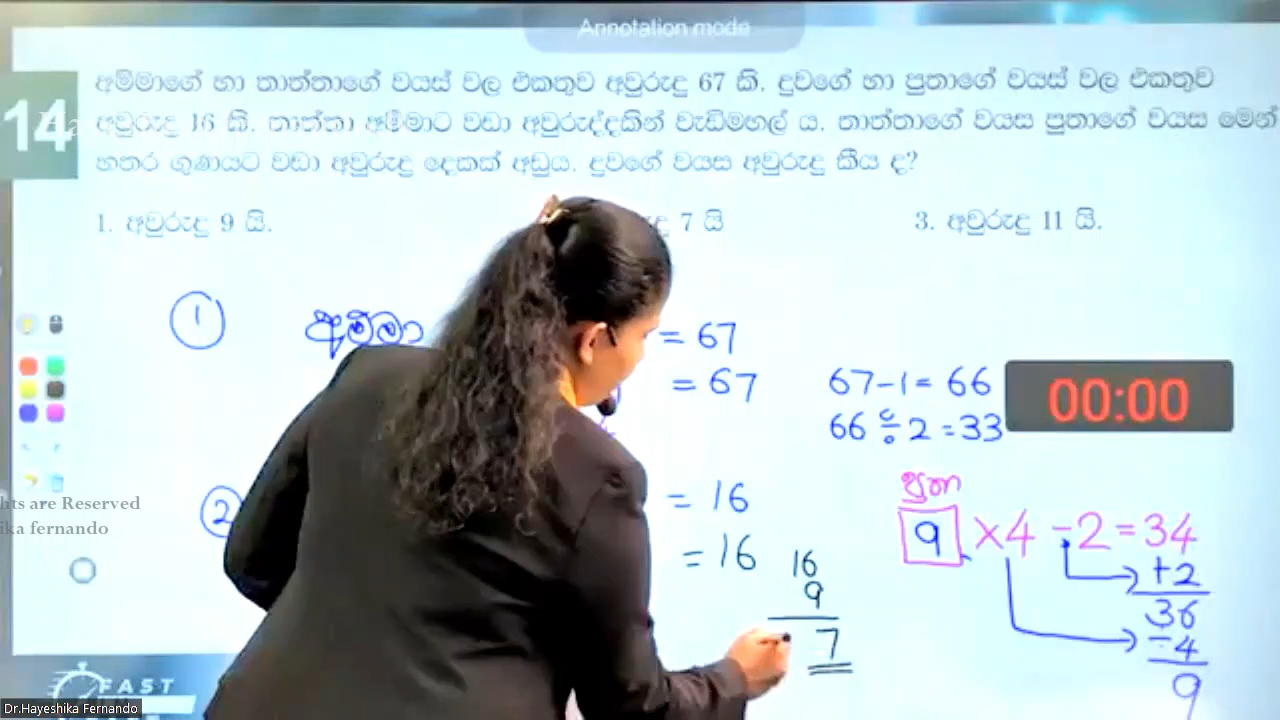 Annotation mode
14
අම්මාගේ හා තාත්තාගේ වයස් වල එකතුව අවුරුදු 67 කි. දුවගේ හා පුතාගේ වයස් වල එකතුව
අවුරුදු 16 කි. තාත්තා අම්මාට වඩා අවුරුද්දකින් වැඩිමහල් ය. තාත්තාගේ වයස පුතාගේ වයස මෙන්
හතර ගුණයට වඩා අවුරුදු දෙකක් අඩුය. දුවගේ වයස අවුරුදු කීය ද?
1. අවුරුදු 9 යි.
දු 7 යි
3. අවුරුදු 11 යි.
1 අම්මා = 67
= 67
67-1= 66
66 ÷ 2 =33
00:00
2 = 16
= 16
16
9
7
පුතා
9 ×4 -2=34
+2
36
÷4
9
hts are Reserved
ika fernando
FAST
Dr.Hayeshika Fernando